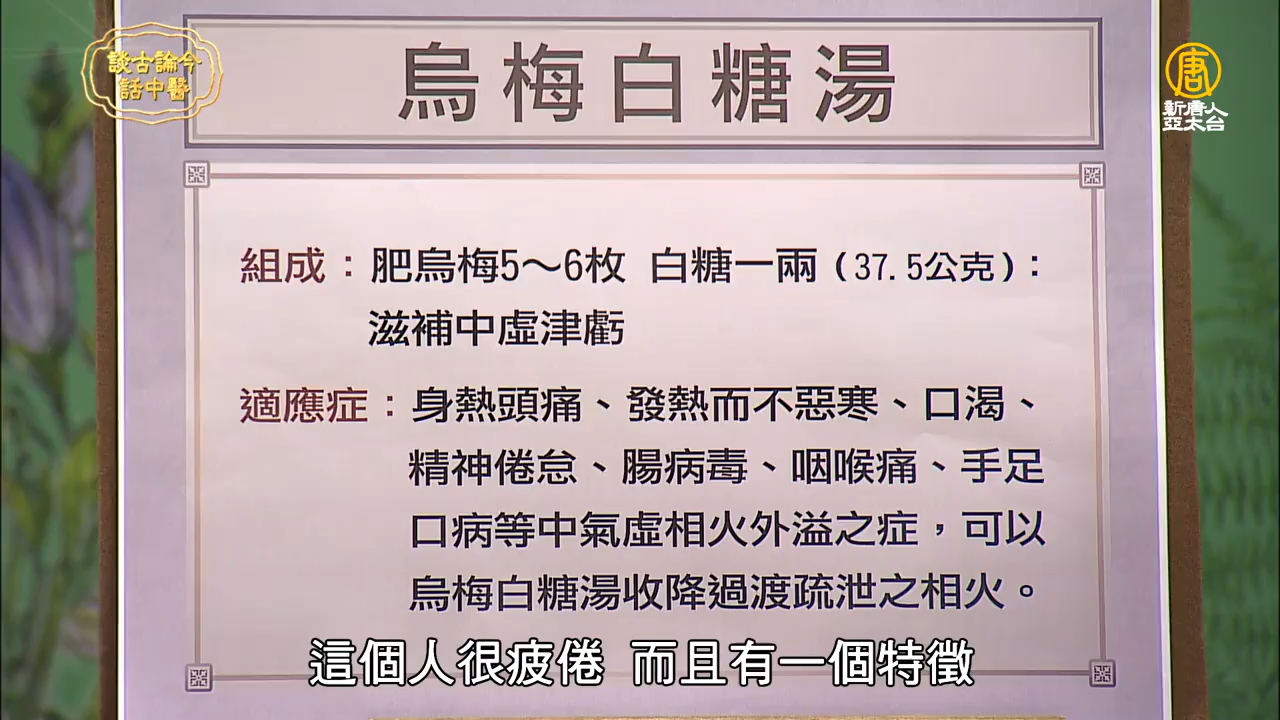 談古論今
話中醫
唐
新唐人
亞太台
烏梅白糖湯
組成：肥烏梅5～6枚 白糖一兩（37.5公克）：
滋補中虛津虧
適應症：身熱頭痛、發熱而不惡寒、口渴、
精神倦怠、腸病毒、咽喉痛、手足
口病等中氣虛相火外溢之症，可以
烏梅白糖湯收降過渡疏泄之相火。
這個人很疲倦 而且有一個特徵